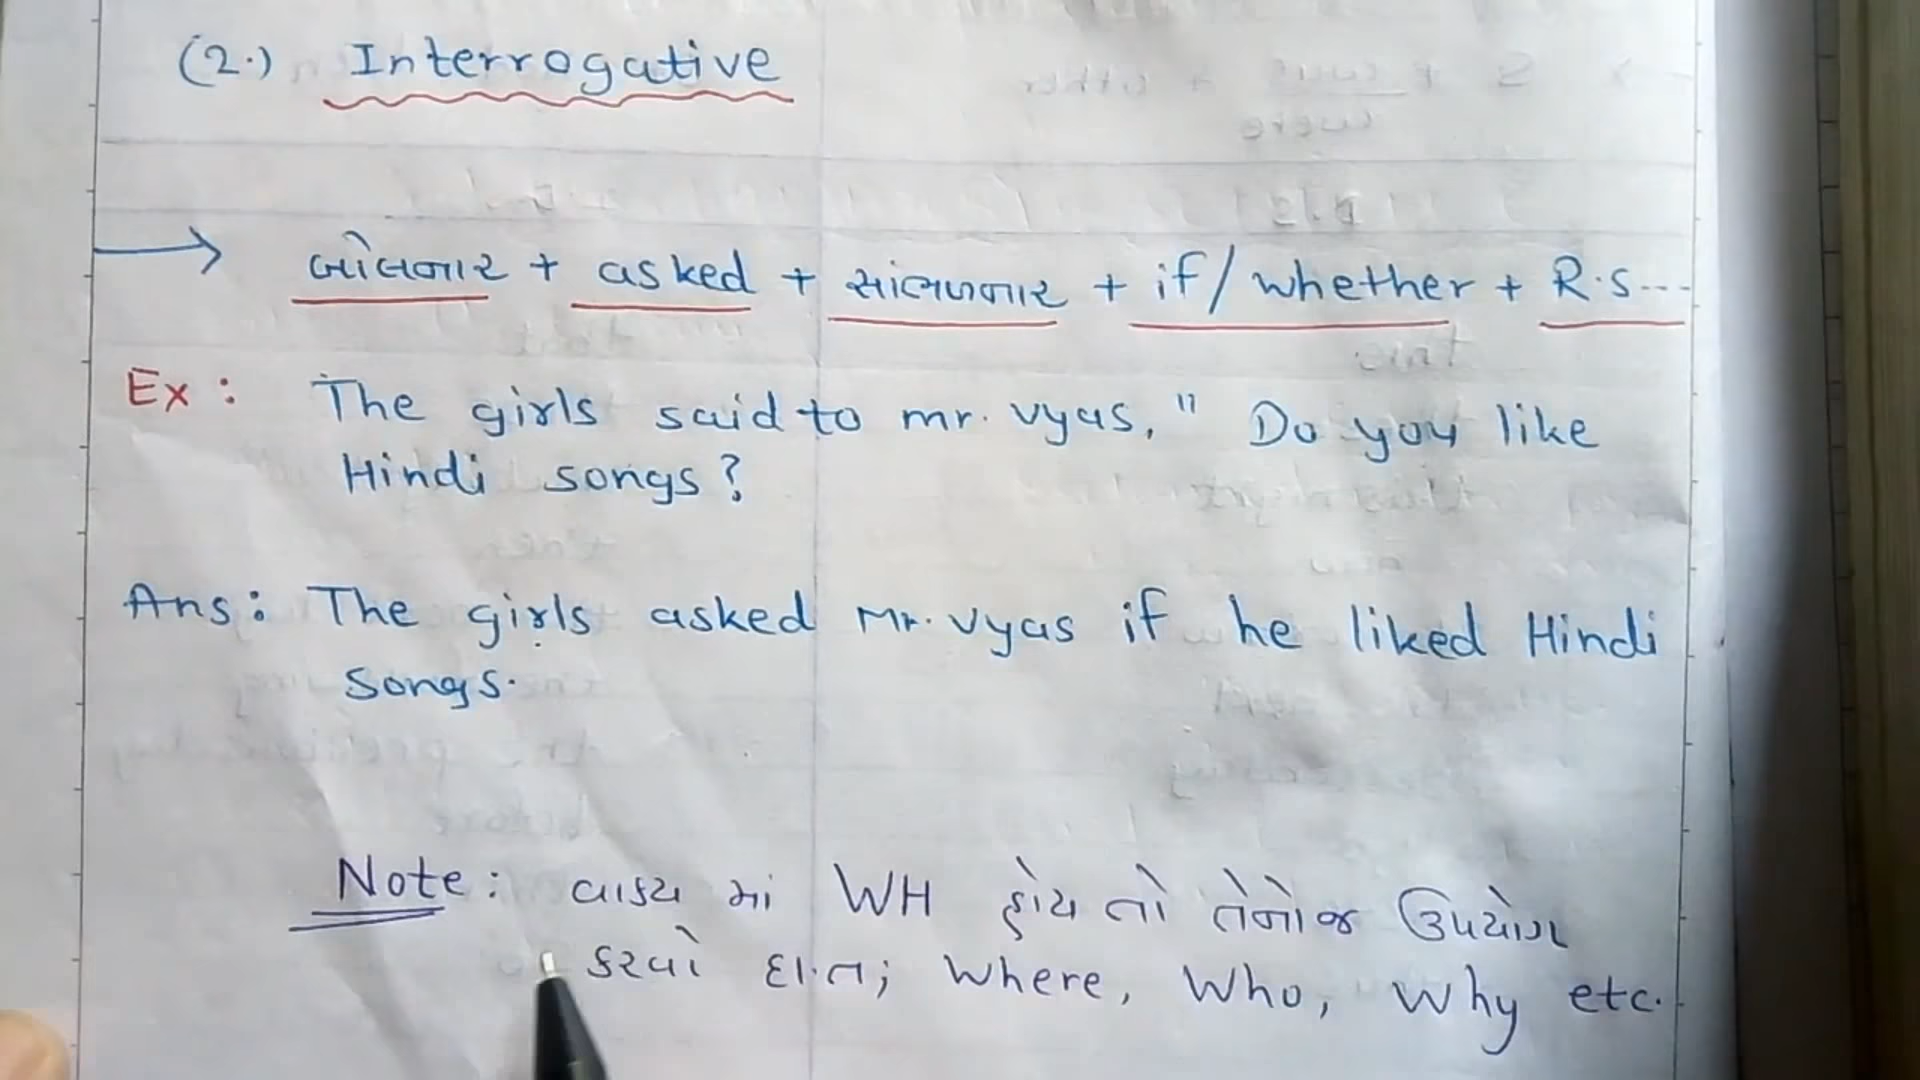 (2.) Interrogative
→ બોલનાર + asked + સાંભળનાર + if/whether + R.S---
Ex: The girls said to mr. vyas, " Do you like
Hindi songs?
Ans: The girls asked Mr. vyas if he liked Hindi
Songs.
Note: વાક્ય માં WH હોય તો તેનો જ ઉપયોગ
કરવો દા.ત; Where, Who, Why etc.